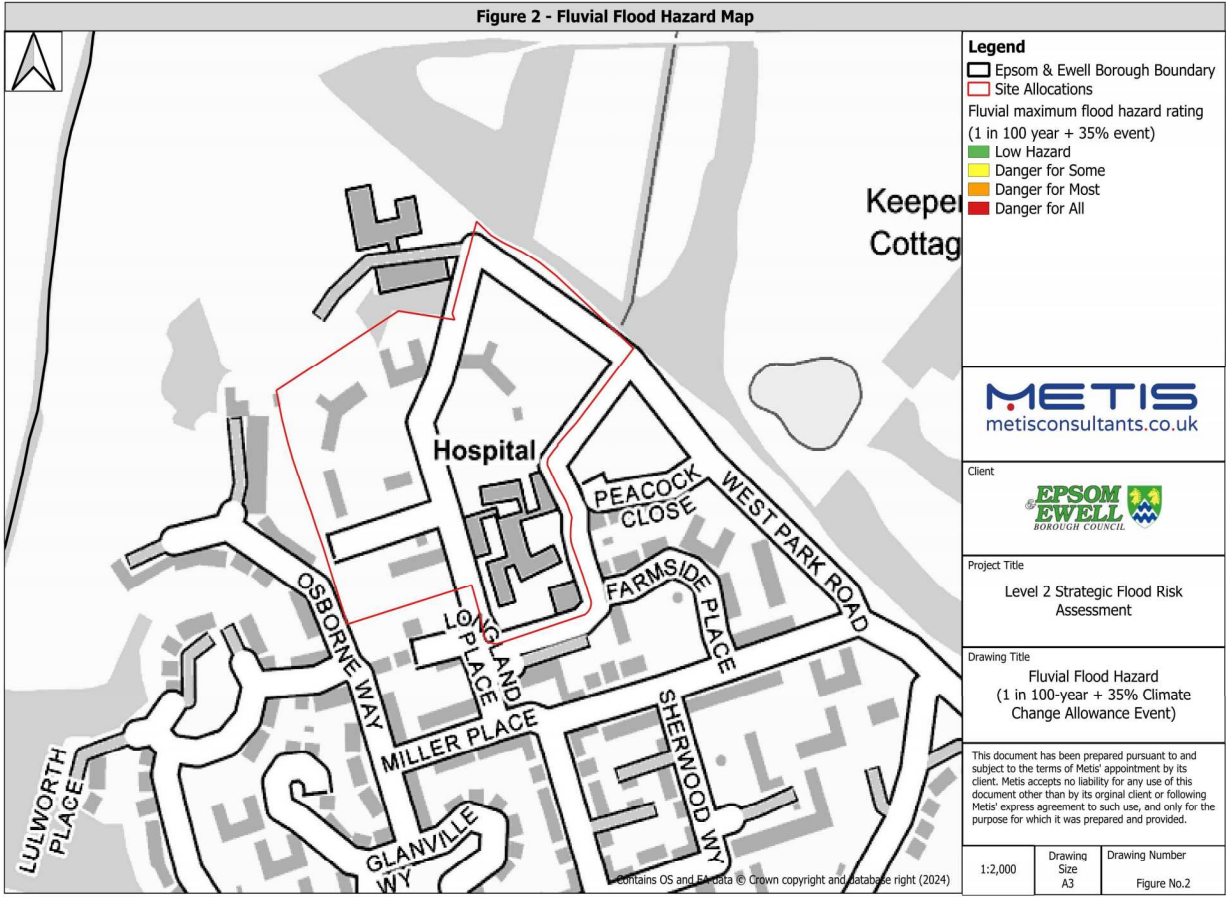 Figure 2 - Fluvial Flood Hazard Map
Keeper
Cottag
Hospital
PEACOCK
CLOSE
WEST PARK ROAD
FARMSIDE PLACE
OSBORNE WAY
LONGLAND
PLACE
MILLER PLACE
SHERWOOD WY
LULWORTH
PLACE
GLANVILLE
WY
Contains OS and EA data © Crown copyright and database right (2024)
Legend
Epsom & Ewell Borough Boundary
Site Allocations
Fluvial maximum flood hazard rating
(1 in 100 year + 35% event)
Low Hazard
Danger for Some
Danger for Most
Danger for All
METIS
metisconsultants.co.uk
Client
EPSOM
& EWELL
BOROUGH COUNCIL
Project Title
Level 2 Strategic Flood Risk
Assessment
Drawing Title
Fluvial Flood Hazard
(1 in 100-year + 35% Climate
Change Allowance Event)
This document has been prepared pursuant to and
subject to the terms of Metis' appointment by its
client. Metis accepts no liability for any use of this
document other than by its orginal client or following
Metis' express agreement to such use, and only for the
purpose for which it was prepared and provided.
1:2,000
Drawing
Size
A3
Drawing Number
Figure No.2